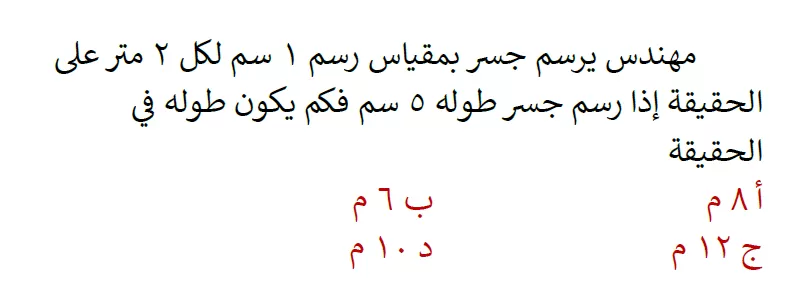 مهندس يرسم جسر بمقياس رسم ١ سم لكل ٢ متر على
الحقيقة إذا رسم جسر طوله ٥ سم فكم يكون طوله في
الحقيقة
أ ٨ م ب ٦ م
ج ١٢ م د ١٠ م